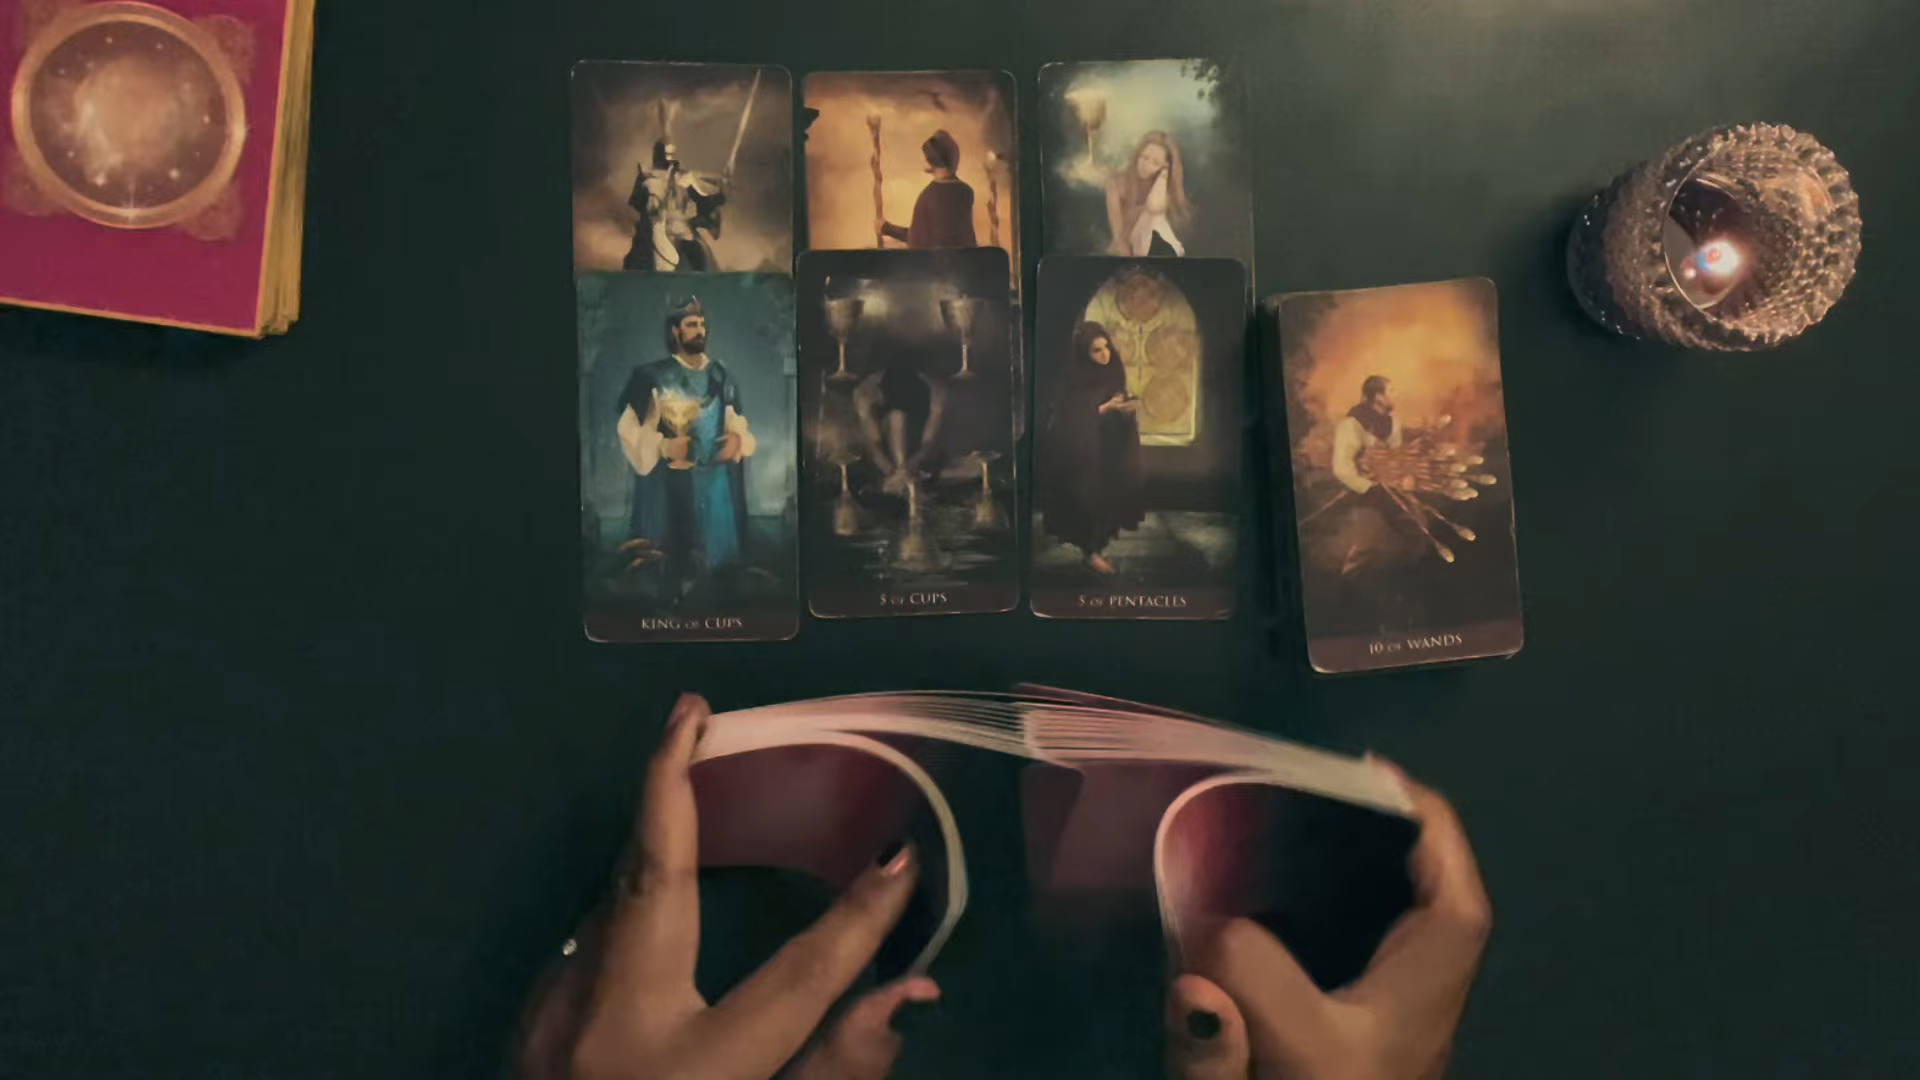 KING OF CUPS
5 OF CUPS
5 OF PENTACLES
10 OF WANDS